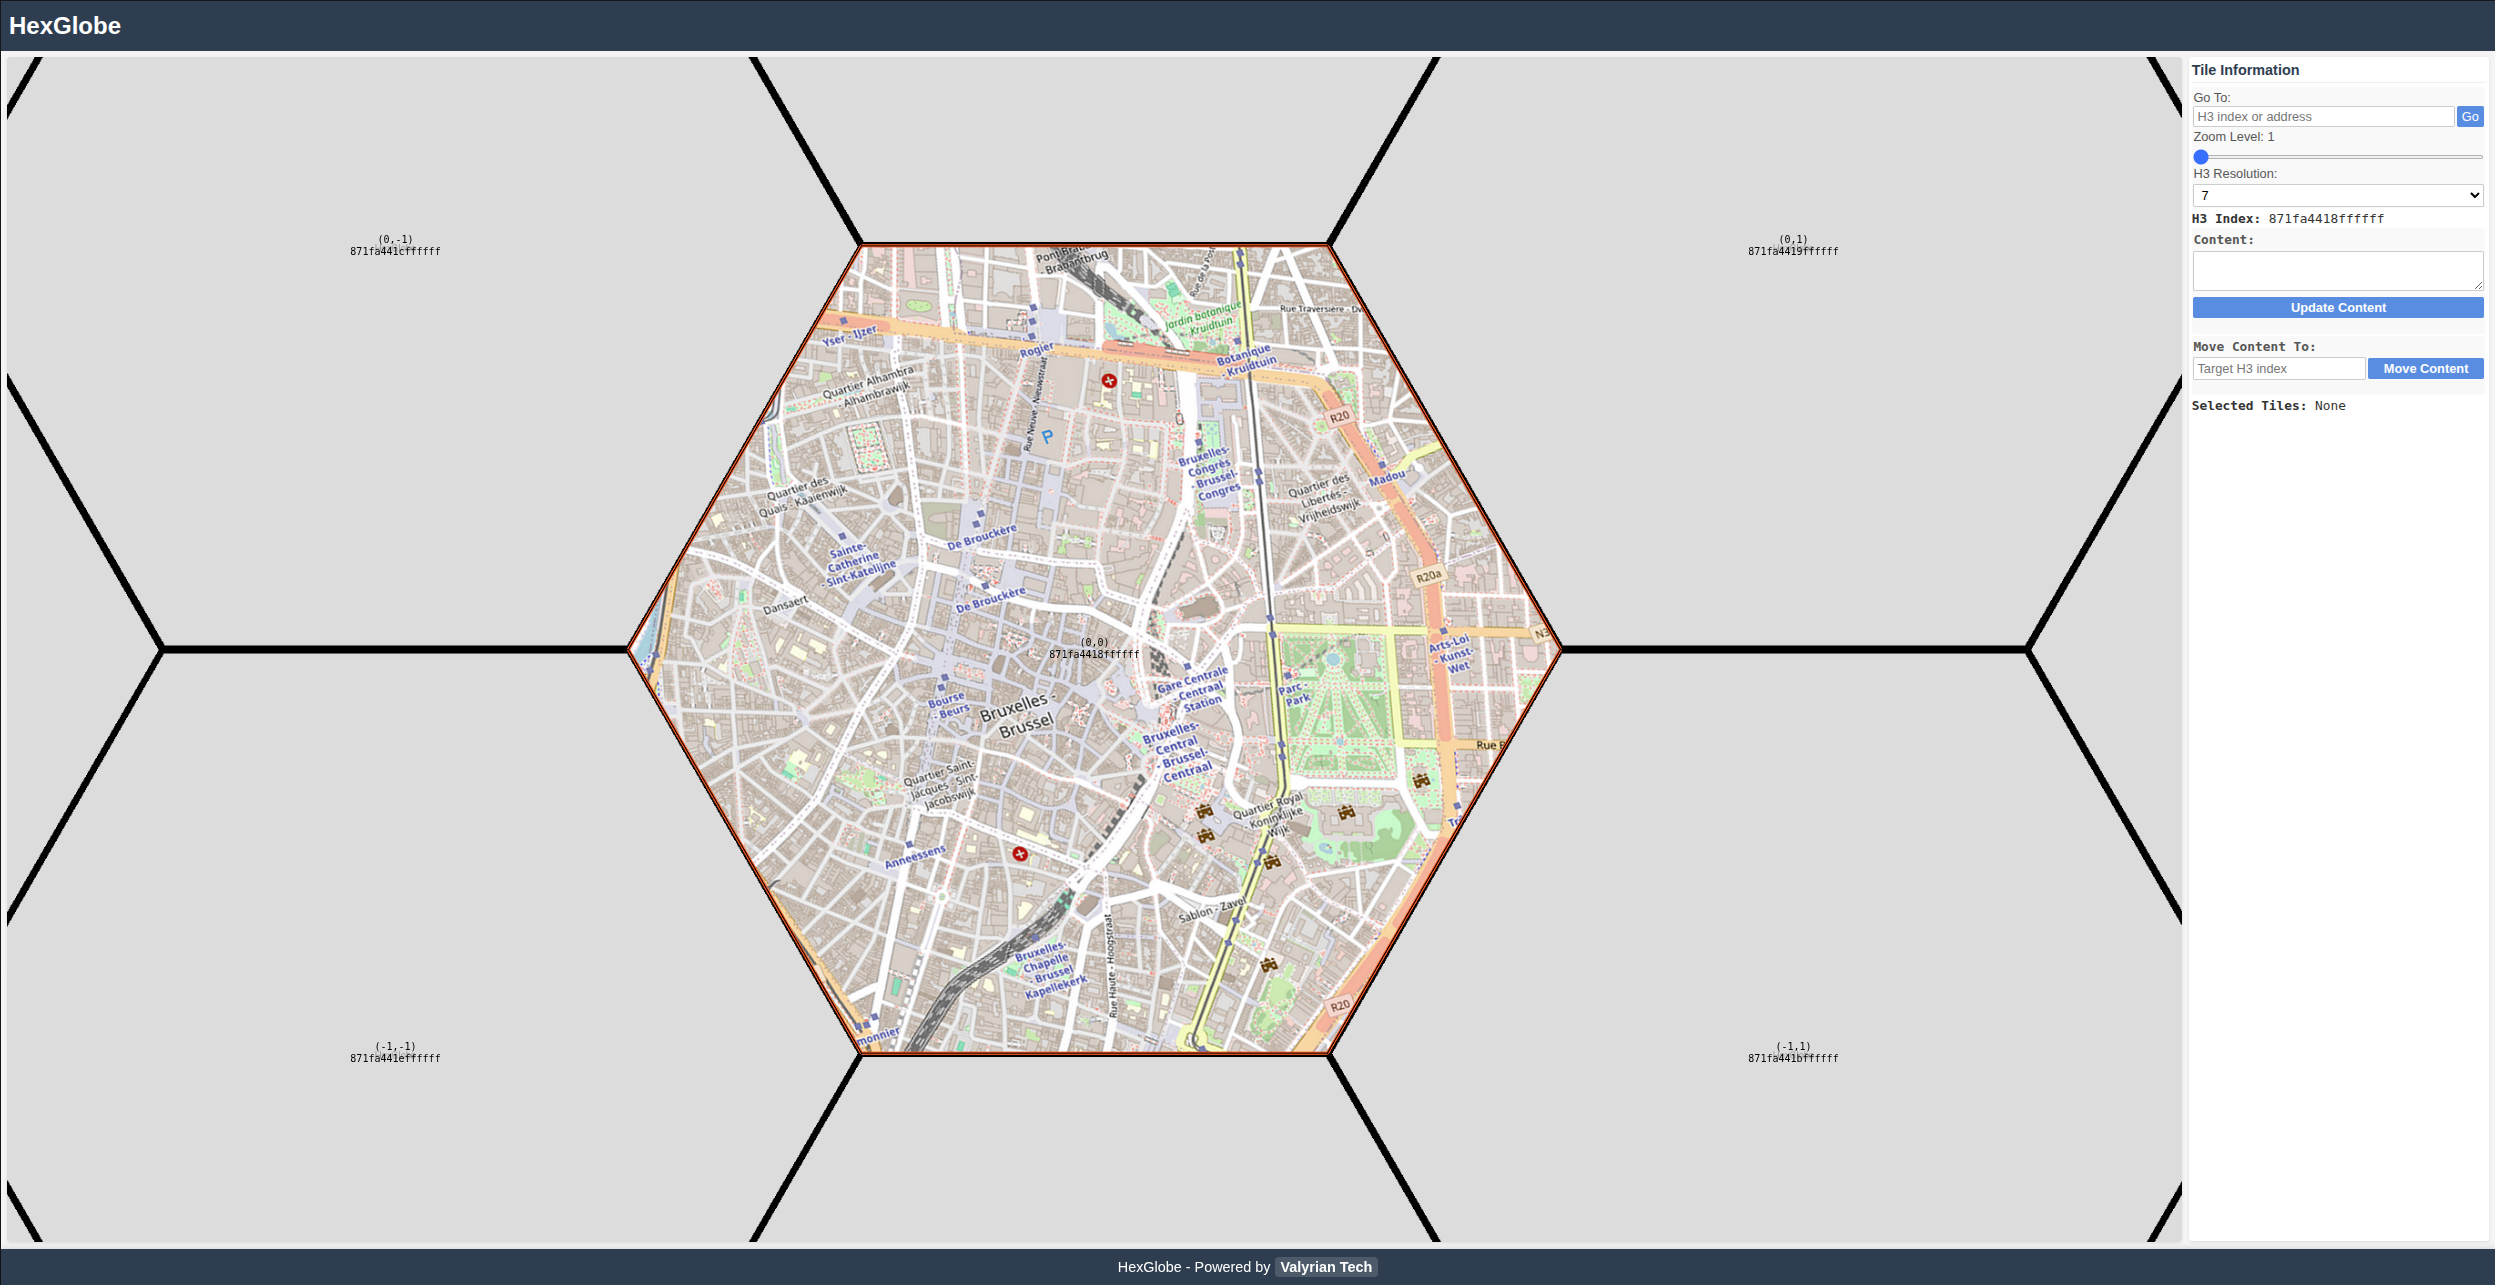 HexGlobe
Tile Information
Go To:
H3 index or address
Go
Zoom Level: 1
H3 Resolution:
7
H3 Index: 871fa4418ffffff
Content:
Update Content
Move Content To:
Target H3 index
Move Content
Selected Tiles: None
(0,-1)
871fa441cffffff
(0,1)
871fa4419ffffff
- Brabantbrug
Jardin botanique
Kruidtuin
Rue Traversière -
Yser - IJzer
Rogier
Botanique
- Kruidtuin
Quartier Alhambra
- Alhambrawijk
Rue Neuve - Nieuwstraat
P
R20
Bruxelles-
Congrès
- Brussel-
Congres
Madou
Quartier des
Quais - Kaaienwijk
Quartier des
Libertés -
Vrijheidswijk
De Brouckère
Sainte-
Catherine
- Sint-Katelijne
R20a
De Brouckère
Dansaert
N3
(0,0)
871fa4418ffffff
Arts-Loi
- Kunst-
Wet
Gare Centrale
- Centraal
Station
Parc -
Park
Bourse
- Beurs
Bruxelles -
Brussel
Bruxelles-
Central
- Brussel-
Centraal
Rue
Quartier Saint-
Jacques - Sint-
Jacobswijk
Quartier Royal
- Koninklijke
Wijk
Anneessens
Sablon - Zavel
Rue Haute - Hoogstraat
Bruxelles-
Chapelle
- Brussel
Kapellekerk
R20
monnier
(-1,-1)
871fa441effffff
(-1,1)
871fa441bffffff
HexGlobe - Powered by Valyrian Tech